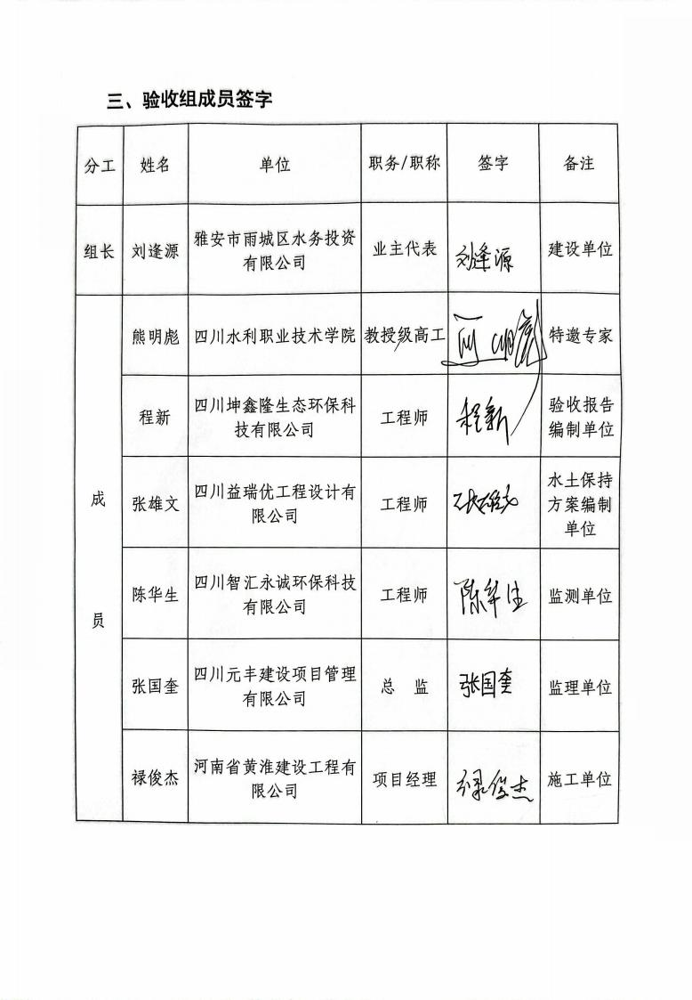 三、验收组成员签字
分工 姓名 单位 职务/职称 签字 备注
组长 刘逢源 雅安市雨城区水务投资 业主代表 刘逢源 建设单位
有限公司
成
员
熊明彪 四川水利职业技术学院 教授级高工 特邀专家
程新 四川坤鑫隆生态环保科 工程师 程新 验收报告
技有限公司 编制单位
张雄文 四川益瑞优工程设计有 工程师 张雄文 水土保持
限公司 方案编制
单位
陈华生 四川智汇永诚环保科技 工程师 陈华生 监测单位
有限公司
张国奎 四川元丰建设项目管理 总 监 张国奎 监理单位
有限公司
禄俊杰 河南省黄淮建设工程有 项目经理 禄俊杰 施工单位
限公司